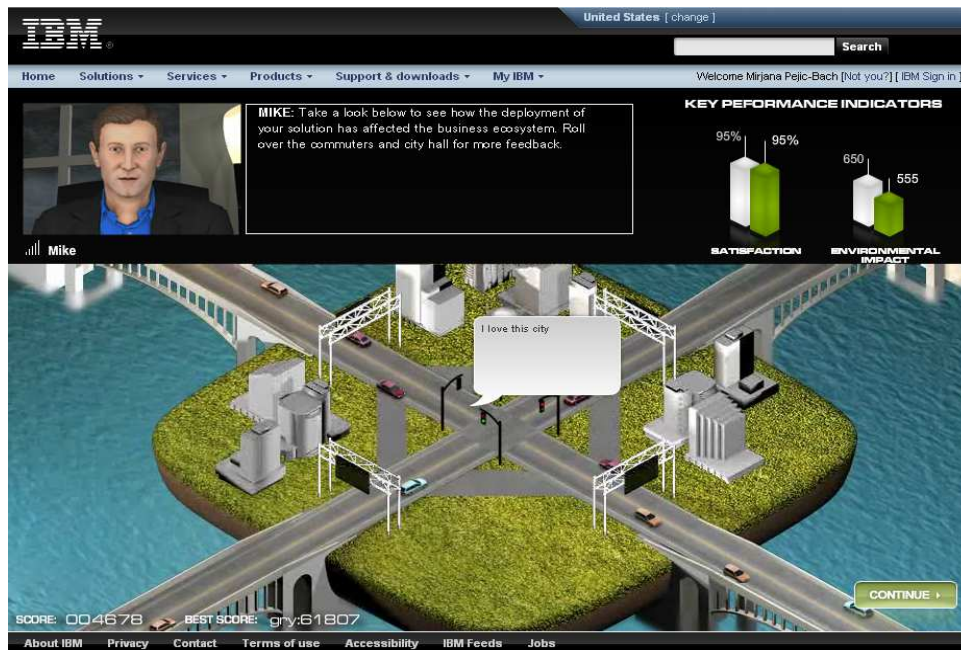 United States [ change ]
IBM®
Search
Home Solutions Services Products Support & downloads My IBM Welcome Mirjana Pejic-Bach [Not you?] [ IBM Sign in ]
MIKE: Take a look below to see how the deployment of
your solution has affected the business ecosystem. Roll
over the commuters and city hall for more feedback.
KEY PEFORMANCE INDICATORS
95% 95%
650
555
SATISFACTION ENVIRONMENTAL
IMPACT
Mike
I love this city
CONTINUE
SCORE: 004678 BEST SCORE: gry:61807
About IBM Privacy Contact Terms of use Accessibility IBM Feeds Jobs